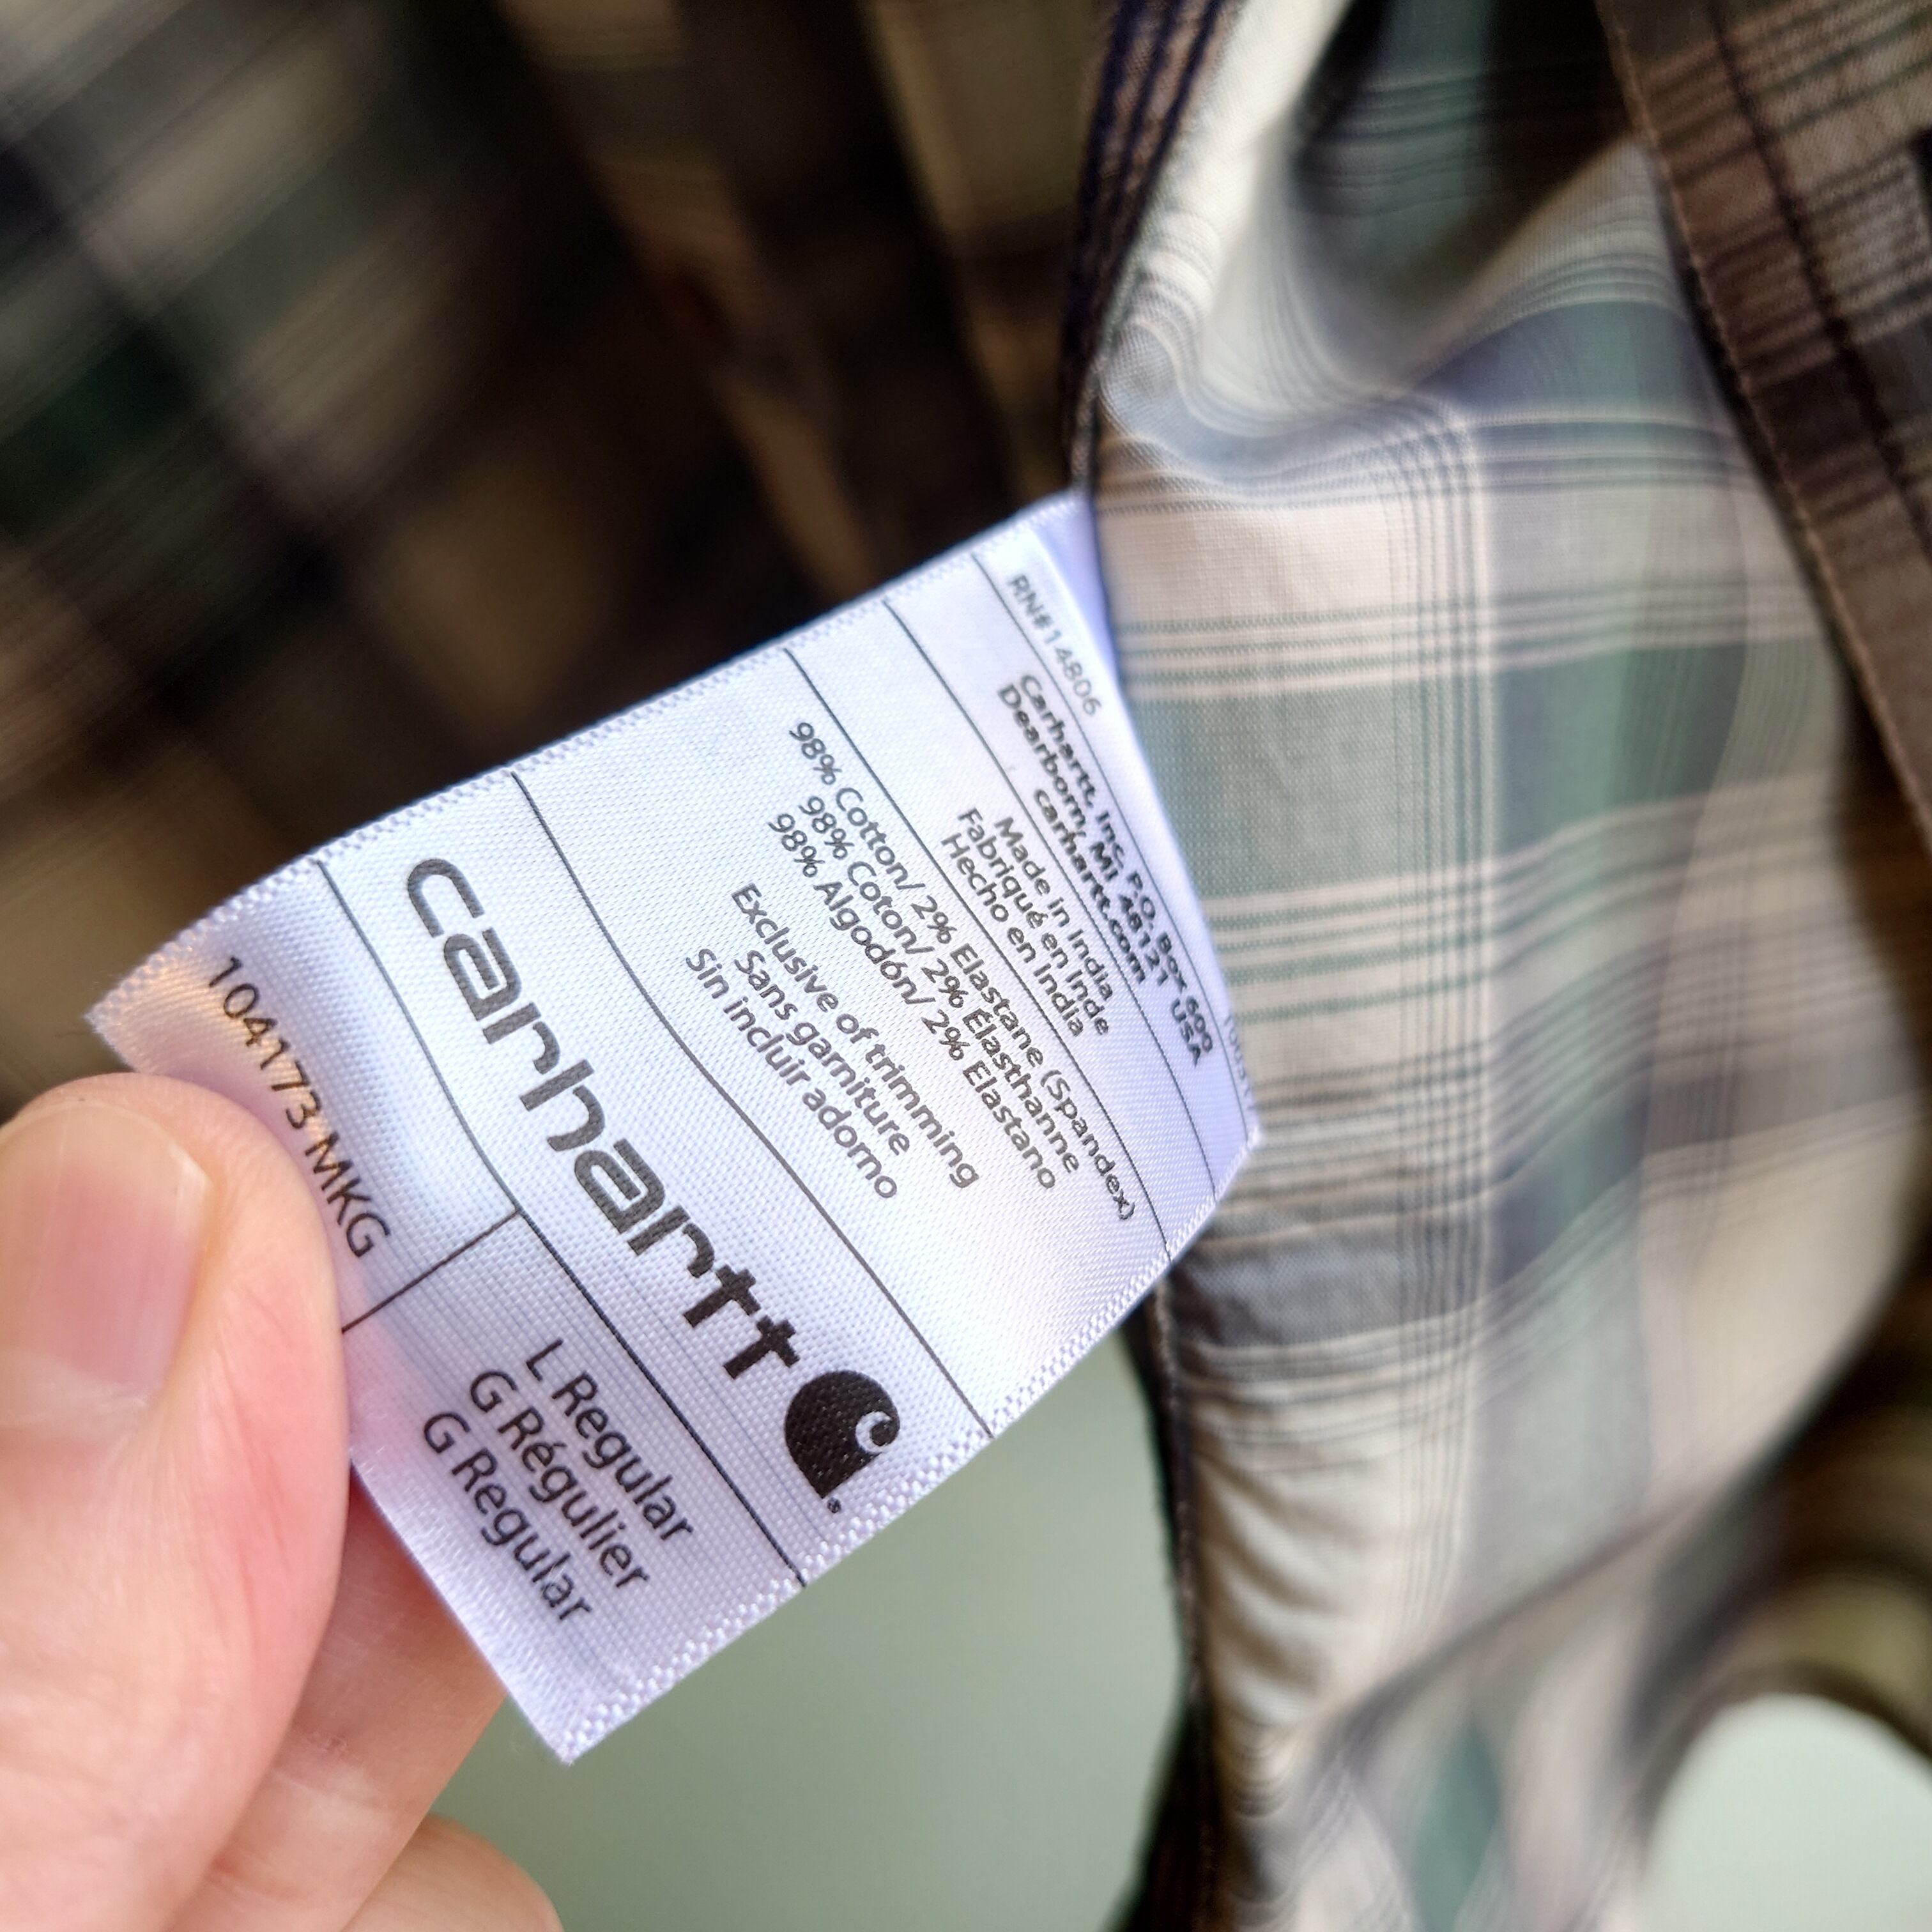 RN#14806
Carhartt, Inc., P.O. Box 600
Dearborn, MI 48121 USA
carhartt.com
Made in India
Fabriqué en Inde
Hecho en India
98% Cotton/ 2% Elastane (Spandex)
98% Coton/ 2% Élasthanne
98% Algodón/ 2% Elastano
Exclusive of trimming
Sans garniture
Sin incluir adorno
carhartt
104173 MKG
L Regular
G Régulier
G Regular